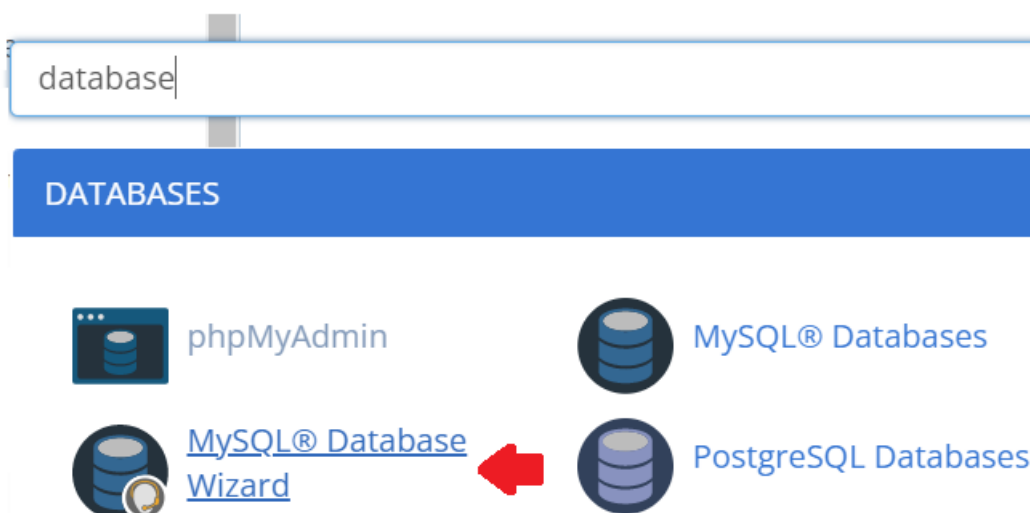 database
DATABASES
phpMyAdmin
MySQL® Databases
MySQL® Database
Wizard
PostgreSQL Databases